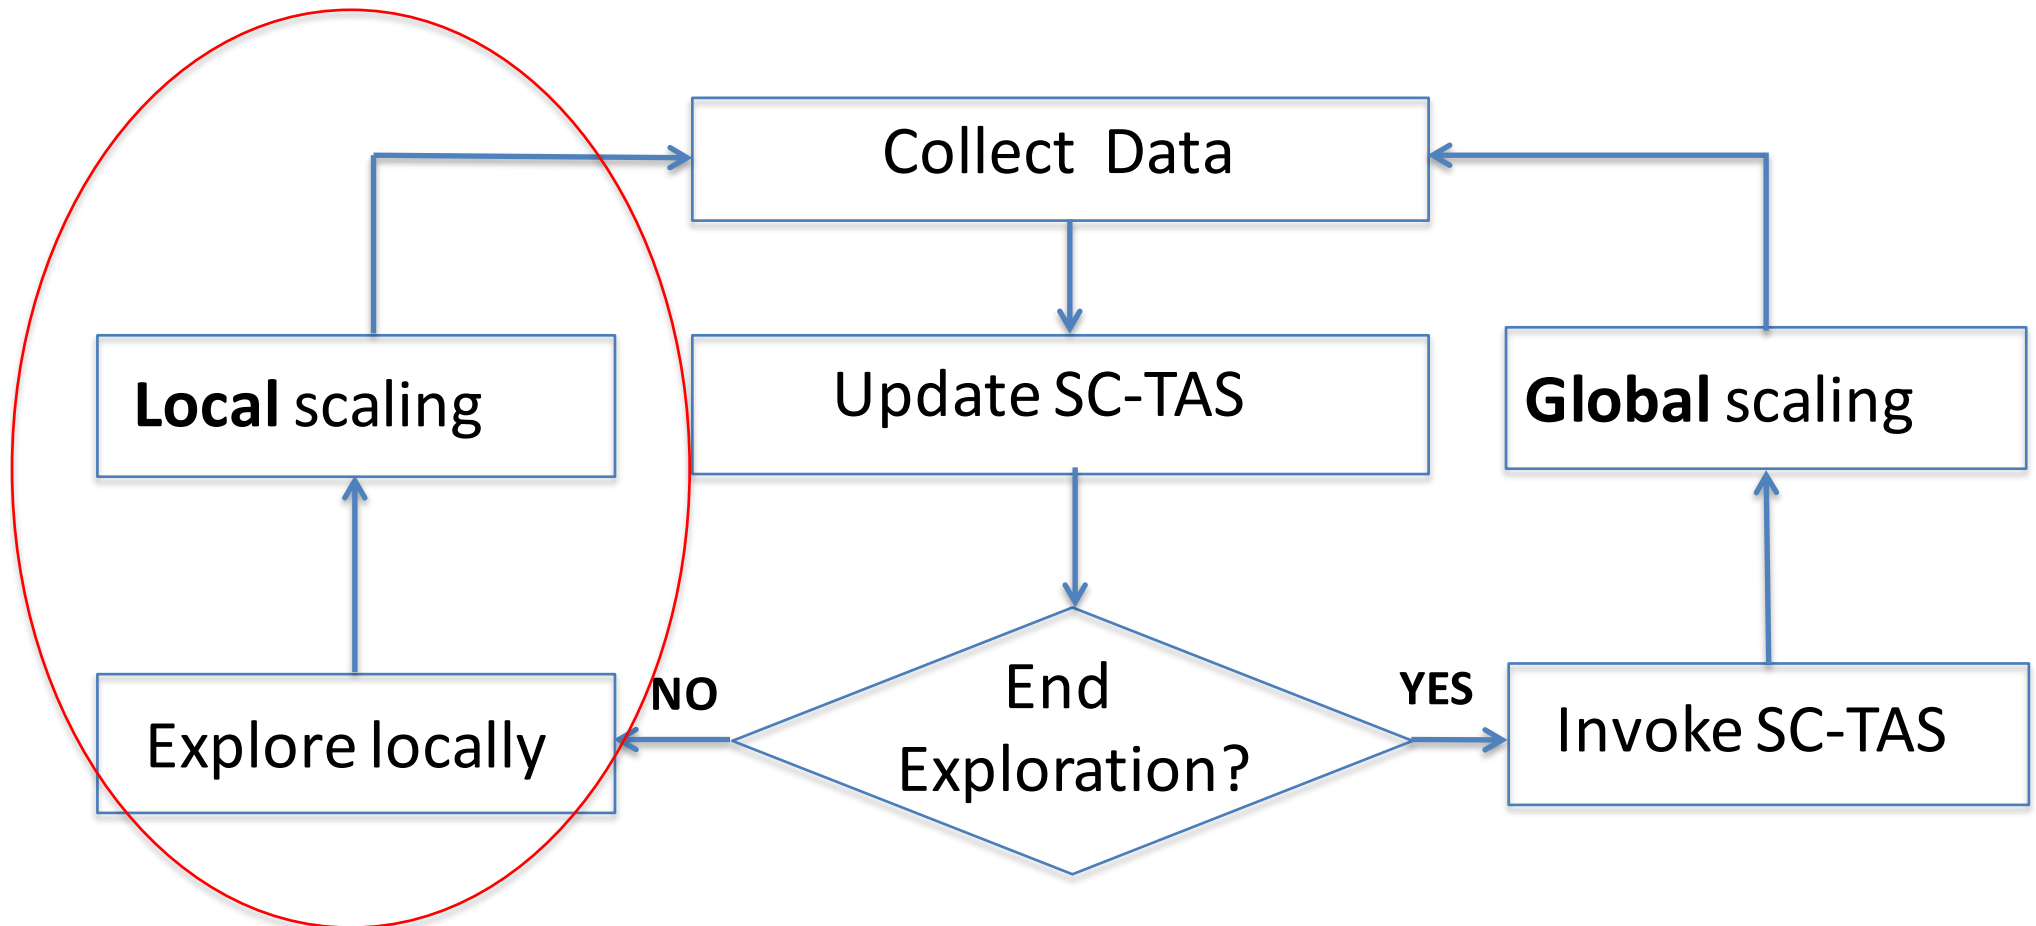 Collect Data
Local scaling
Update SC-TAS
Global scaling
NO
End
Exploration?
YES
Explore locally
Invoke SC-TAS